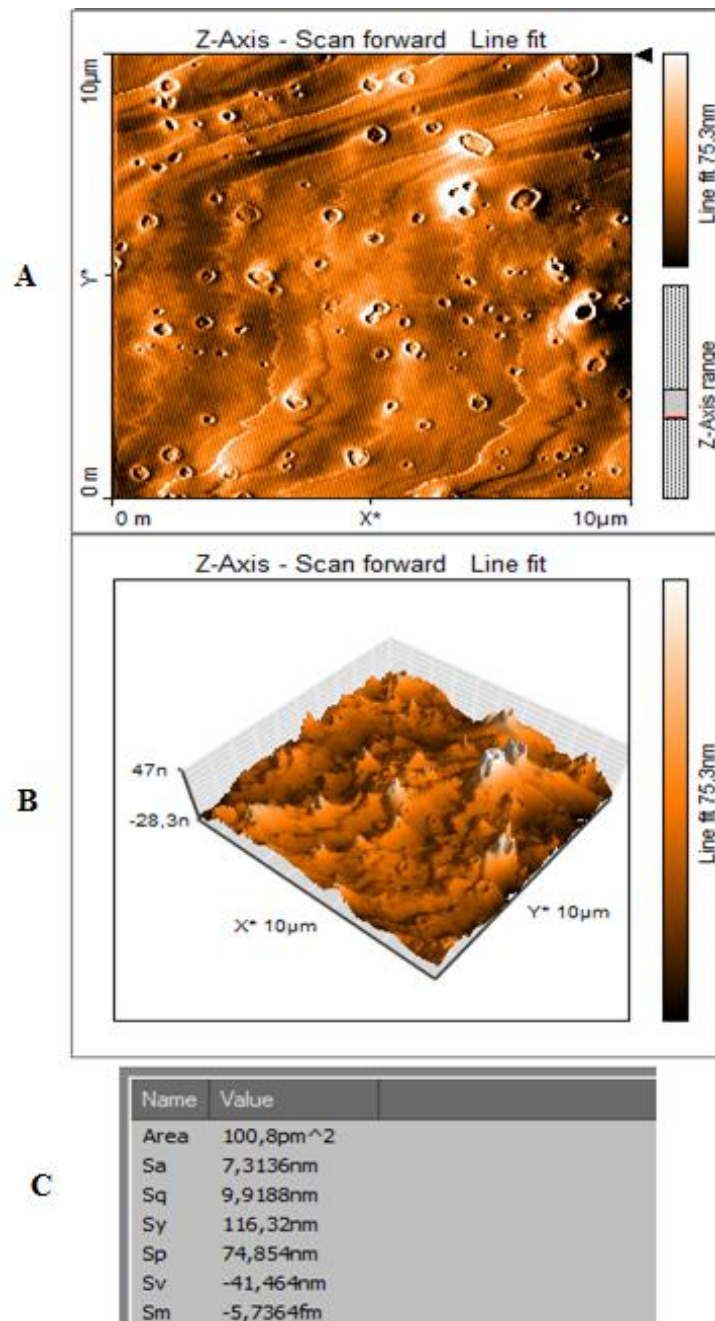 Z-Axis - Scan forward Line fit
10µm
Line fit 75,3nm
A
Y*
Z-Axis range
0 m
0 m X* 10µm
Z-Axis - Scan forward Line fit
47n
-28,3n
B
Line fit 75,3nm
X* 10µm
Y* 10µm
Name Value
Area 100,8pm^2
Sa 7,3136nm
C
Sq 9,9188nm
Sy 116,32nm
Sp 74,854nm
Sv -41,464nm
Sm -5,7364fm